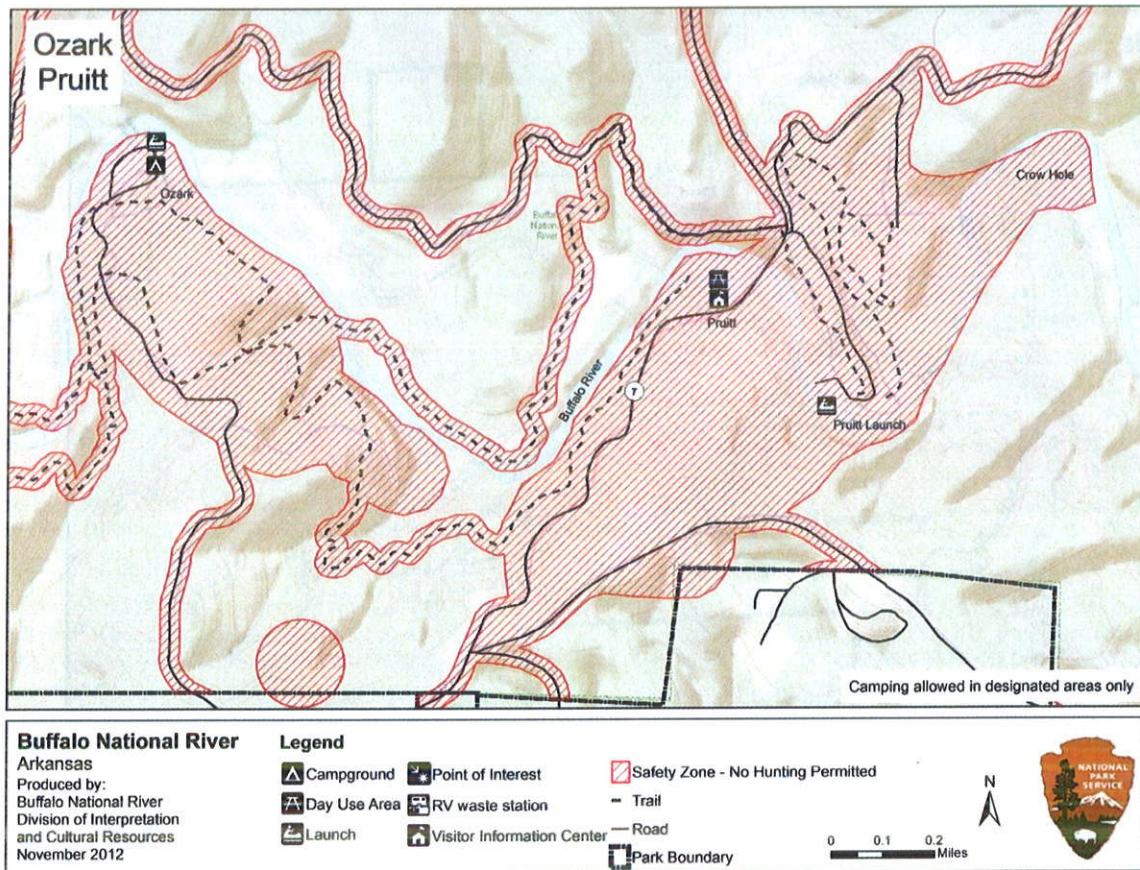 Ozark
Pruitt
Ozark
Crow Hole
Buffalo
National
River
Pruitt
Buffalo River
7
Pruitt Launch
Camping allowed in designated areas only
Buffalo National River
Arkansas
Produced by:
Buffalo National River
Division of Interpretation
and Cultural Resources
November 2012
Legend
Campground
Day Use Area
Launch
Point of Interest
RV waste station
Visitor Information Center
Safety Zone - No Hunting Permitted
Trail
Road
Park Boundary
0 0.1 0.2
Miles
N
NATIONAL
PARK
SERVICE